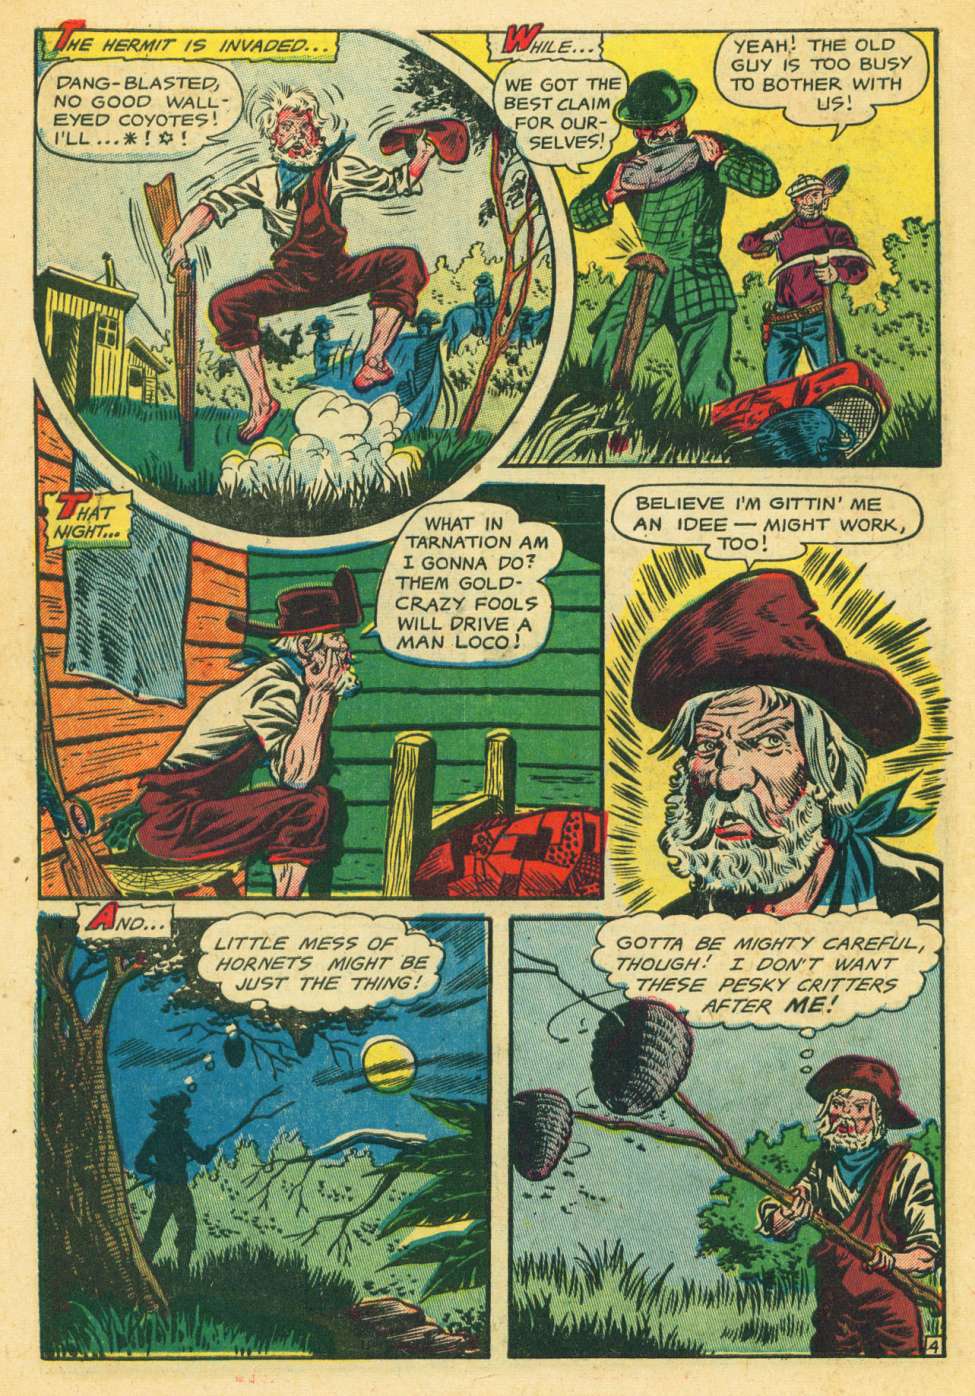 THE HERMIT IS INVADED...
DANG-BLASTED,
NO GOOD WALL-
EYED COYOTES!
I'LL...*!✡!
WHILE...
WE GOT THE
BEST CLAIM
FOR OUR-
SELVES!
YEAH! THE OLD
GUY IS TOO BUSY
TO BOTHER WITH
US!
THAT
NIGHT...
WHAT IN
TARNATION AM
I GONNA DO?
THEM GOLD-
CRAZY FOOLS
WILL DRIVE A
MAN LOCO!
BELIEVE I'M GITTIN' ME
AN IDEE — MIGHT WORK,
TOO!
AND...
LITTLE MESS OF
HORNETS MIGHT BE
JUST THE THING!
GOTTA BE MIGHTY CAREFUL,
THOUGH! I DON'T WANT
THESE PESKY CRITTERS
AFTER ME!
4